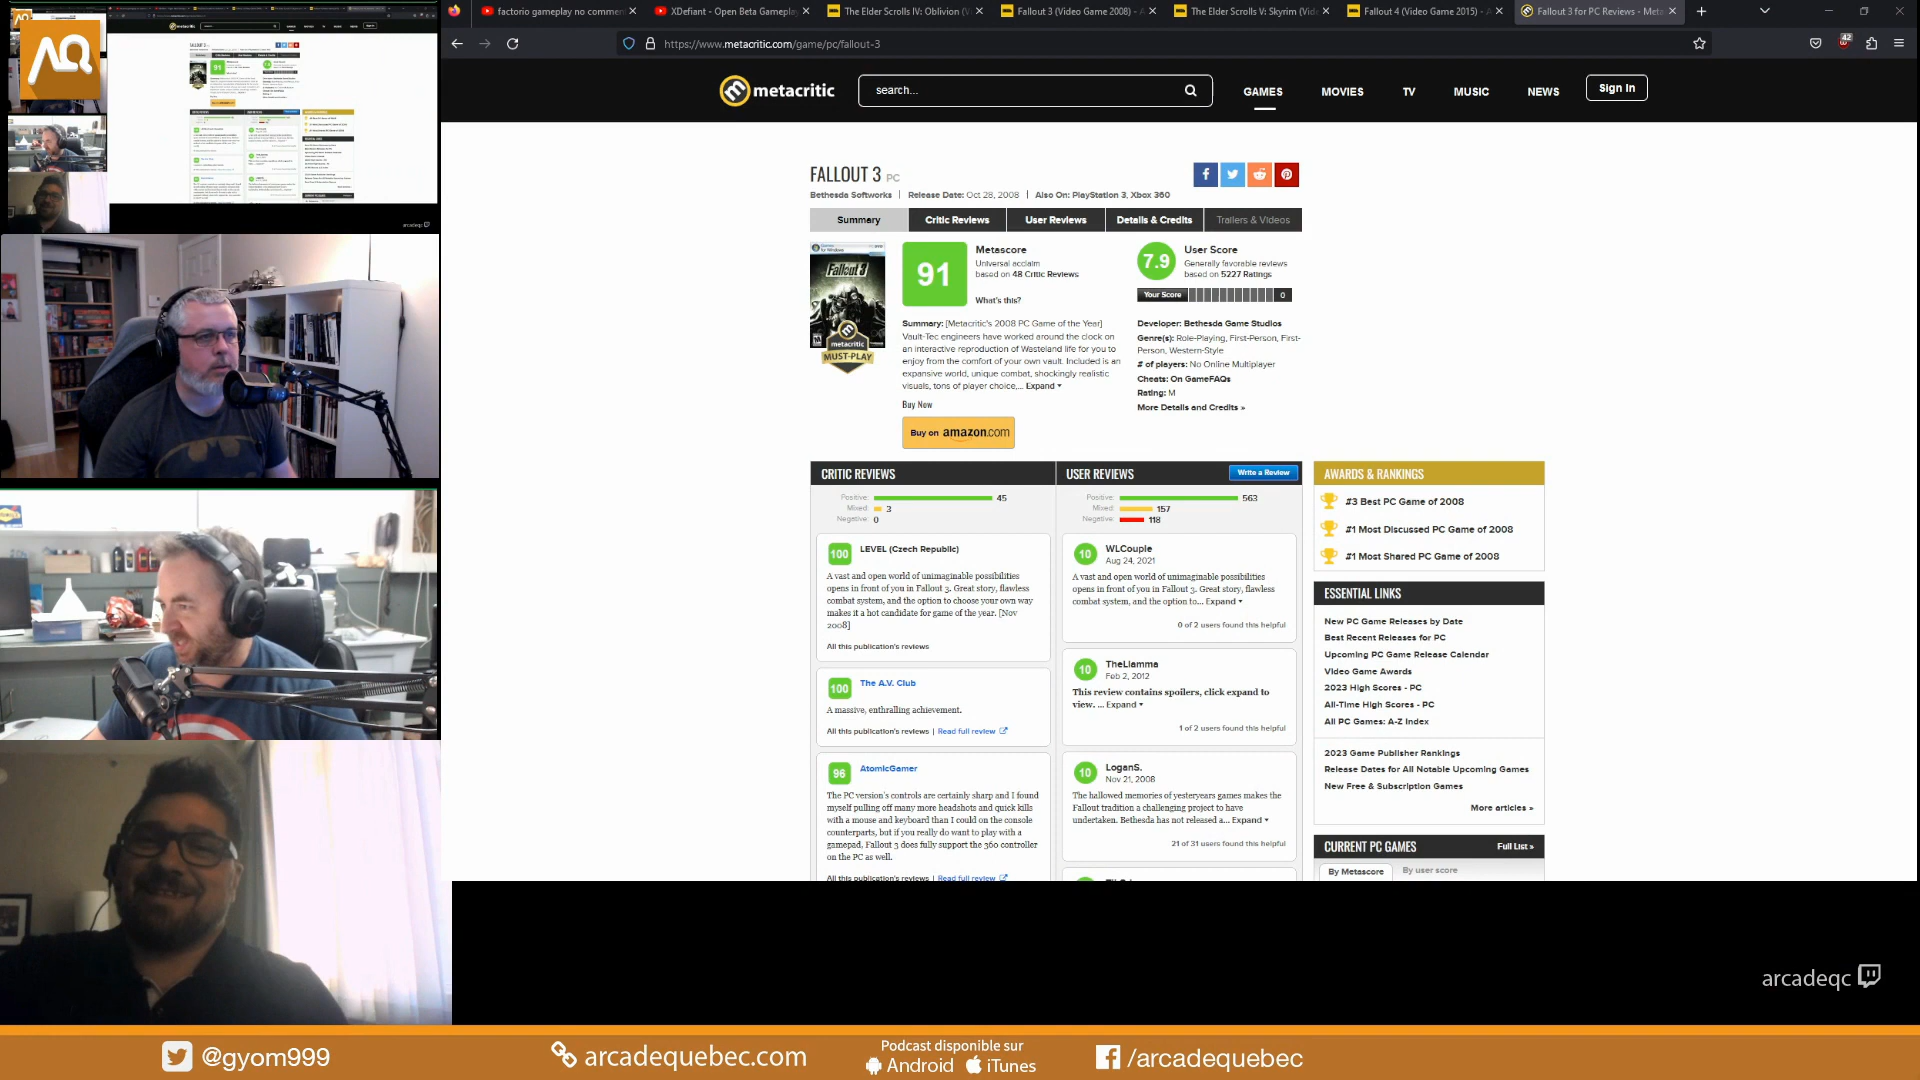 AQ
factorio gameplay no commen
XDefiant - Open Beta Gamepla
The Elder Scrolls IV: Oblivion (V
Fallout 3 (Video Game 2008) - A
The Elder Scrolls V: Skyrim (Vid
Fallout 4 (Video Game 2015) - A
Fallout 3 for PC Reviews - Meta
https://www.metacritic.com/game/pc/fallout-3
42
metacritic
search...
GAMES
MOVIES
TV
MUSIC
NEWS
Sign In
FALLOUT 3 PC
Bethesda Softworks | Release Date: Oct 28, 2008 | Also On: PlayStation 3, Xbox 360
Summary
Critic Reviews
User Reviews
Details & Credits
Trailers & Videos
Fallout 3
metacritic
MUST-PLAY
91
Metascore
Universal acclaim
based on 48 Critic Reviews
What's this?
7.9
User Score
Generally favorable reviews
based on 5227 Ratings
Your Score
0
Summary: [Metacritic's 2008 PC Game of the Year]
Vault-Tec engineers have worked around the clock on
an interactive reproduction of Wasteland life for you to
enjoy from the comfort of your own vault. Included is an
expansive world, unique combat, shockingly realistic
visuals, tons of player choice,... Expand
Buy Now
Buy on amazon.com
Developer: Bethesda Game Studios
Genre(s): Role-Playing, First-Person, First-
Person, Western-Style
# of players: No Online Multiplayer
Cheats: On GameFAQs
Rating: M
More Details and Credits »
CRITIC REVIEWS
Positive: 45
Mixed: 3
Negative: 0
100
LEVEL (Czech Republic)
A vast and open world of unimaginable possibilities
opens in front of you in Fallout 3. Great story, flawless
combat system, and the option to choose your own way
makes it a hot candidate for game of the year. [Nov
2008]
All this publication's reviews
100
The A.V. Club
A massive, enthralling achievement.
All this publication's reviews | Read full review
96
AtomicGamer
The PC version's controls are certainly sharp and I found
myself pulling off many more headshots and quick kills
with a mouse and keyboard than I could on the console
counterparts, but if you really do want to play with a
gamepad, Fallout 3 does fully support the 360 controller
on the PC as well.
All this publication's reviews | Read full review
USER REVIEWS
Write a Review
Positive: 563
Mixed: 157
Negative: 118
10
WLCouple
Aug 24, 2021
A vast and open world of unimaginable possibilities
opens in front of you in Fallout 3. Great story, flawless
combat system, and the option to... Expand
0 of 2 users found this helpful
10
TheLlamma
Feb 2, 2012
This review contains spoilers, click expand to
view. ... Expand
1 of 2 users found this helpful
10
LoganS.
Nov 21, 2008
The hallowed memories of yesteryears games makes the
Fallout tradition a challenging project to have
undertaken. Bethesda has not released a... Expand
21 of 31 users found this helpful
AWARDS & RANKINGS
#3 Best PC Game of 2008
#1 Most Discussed PC Game of 2008
#1 Most Shared PC Game of 2008
ESSENTIAL LINKS
New PC Game Releases by Date
Best Recent Releases for PC
Upcoming PC Game Release Calendar
Video Game Awards
2023 High Scores - PC
All-Time High Scores - PC
All PC Games: A-Z Index
2023 Game Publisher Rankings
Release Dates for All Notable Upcoming Games
New Free & Subscription Games
More articles »
CURRENT PC GAMES
Full List »
By Metascore
By user score
arcadeqc
@gyom999
arcadequebec.com
Podcast disponible sur
Android iTunes
/arcadequebec